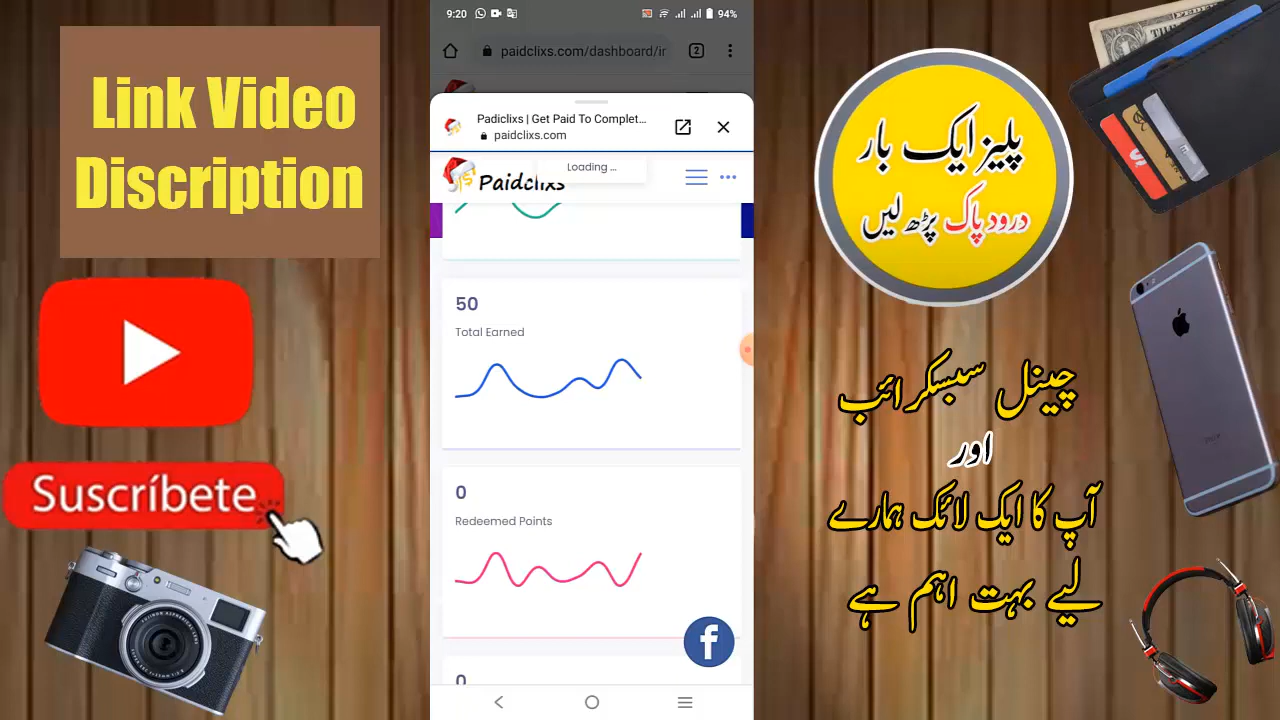 Link Video
Discription
Suscríbete
9:20
94%
paidclixs.com/dashboard/ir
2
Padiclixs | Get Paid To Complet...
paidclixs.com
Loading ...
Paidclixs
50
Total Earned
0
Redeemed Points
0
پلیز ایک بار
درود پاک پڑھ لیں
چینل سبسکرائب
اور
آپ کا ایک لائک ہمارے
لیے بہت اہم ہے